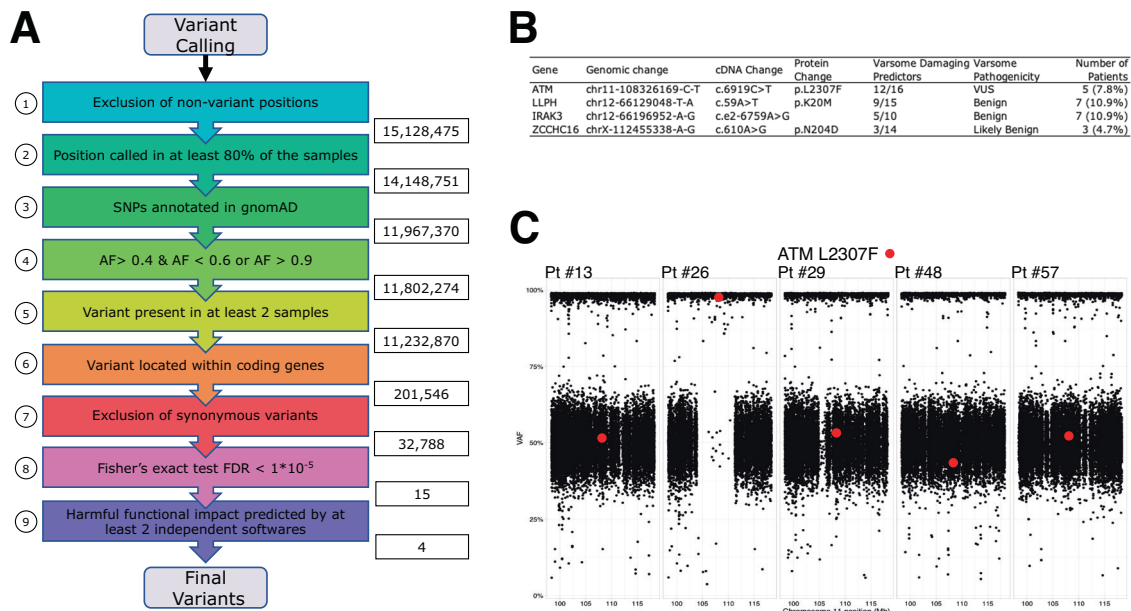 A
Variant
Calling
1
Exclusion of non-variant positions
15,128,475
2
Position called in at least 80% of the samples
14,148,751
3
SNPs annotated in gnomAD
11,967,370
4
AF> 0.4 & AF < 0.6 or AF > 0.9
11,802,274
5
Variant present in at least 2 samples
11,232,870
6
Variant located within coding genes
201,546
7
Exclusion of synonymous variants
32,788
8
Fisher's exact test FDR < 1*10⁻⁵
15
9
Harmful functional impact predicted by at
least 2 independent softwares
4
Final
Variants
B
Gene Genomic change cDNA Change Protein Change Varsome Damaging Predictors Varsome Pathogenicity Number of Patients
ATM chr11-108326169-C-T c.6919C>T p.L2307F 12/16 VUS 5 (7.8%)
LLPH chr12-66129048-T-A c.59A>T p.K20M 9/15 Benign 7 (10.9%)
IRAK3 chr12-66196952-A-G c.e2-6759A>G 5/10 Benign 7 (10.9%)
ZCCHC16 chrX-112455338-A-G c.610A>G p.N204D 3/14 Likely Benign 3 (4.7%)
C
ATM L2307F
Pt #13 Pt #26 Pt #29 Pt #48 Pt #57
100%
75%
VAF
50%
25%
0%
100 105 110 115 100 105 110 115 100 105 110 115 100 105 110 115 100 105 110 115
Chromosome 11 position (Mb)